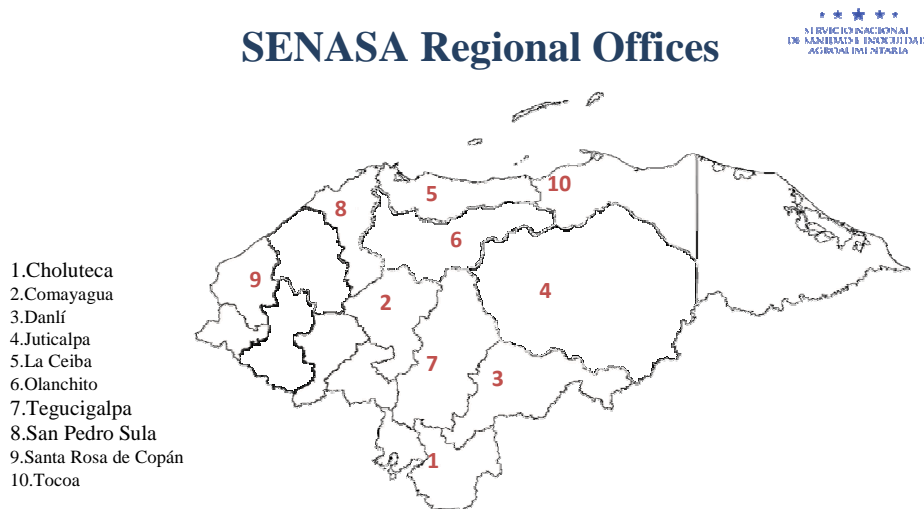 SENASA Regional Offices
SERVICIO NACIONAL
DE SANIDAD E INOCUIDAD
AGROALIMENTARIA
10
5
8
6
9
4
2
7
3
1
1.Choluteca
2.Comayagua
3.Danlí
4.Juticalpa
5.La Ceiba
6.Olanchito
7.Tegucigalpa
8.San Pedro Sula
9.Santa Rosa de Copán
10.Tocoa